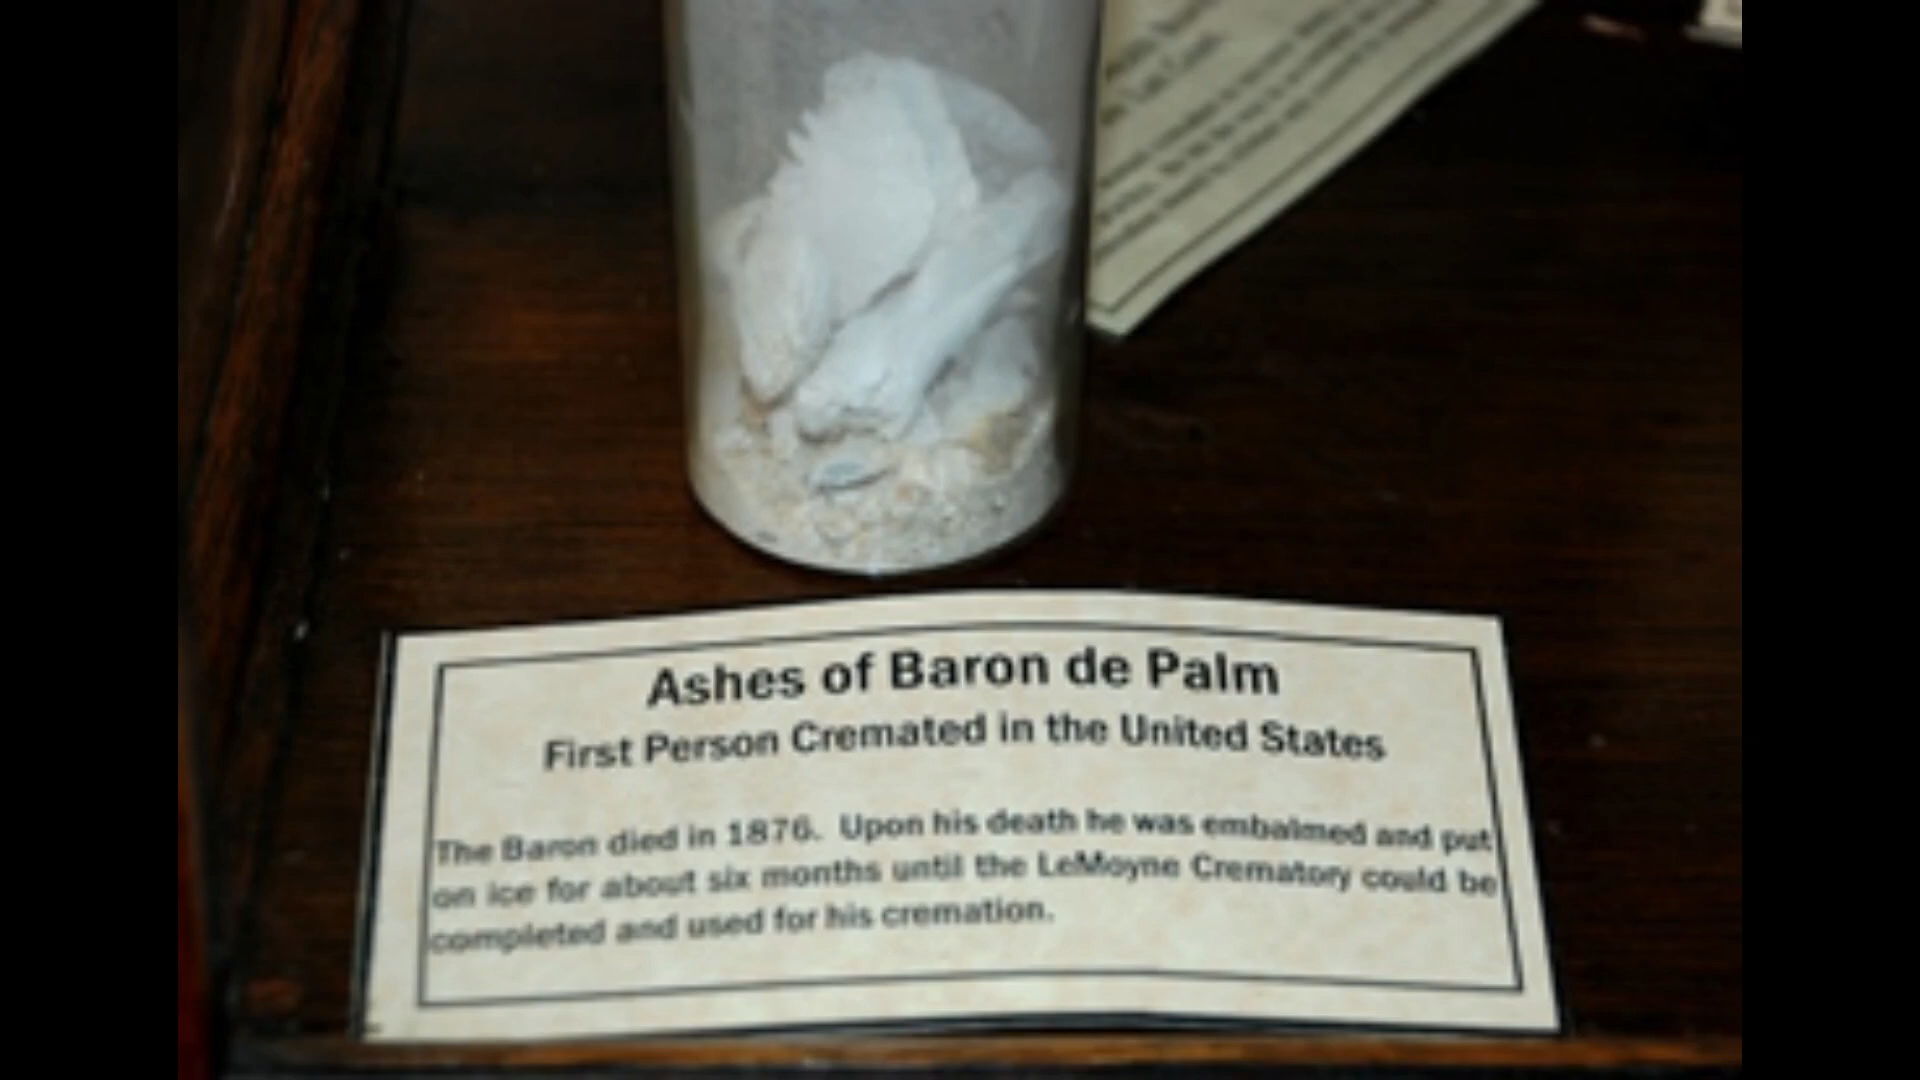 Ashes of Baron de Palm
First Person Cremated in the United States
The Baron died in 1876. Upon his death he was embalmed and put
on ice for about six months until the LeMoyne Crematory could be
completed and used for his cremation.